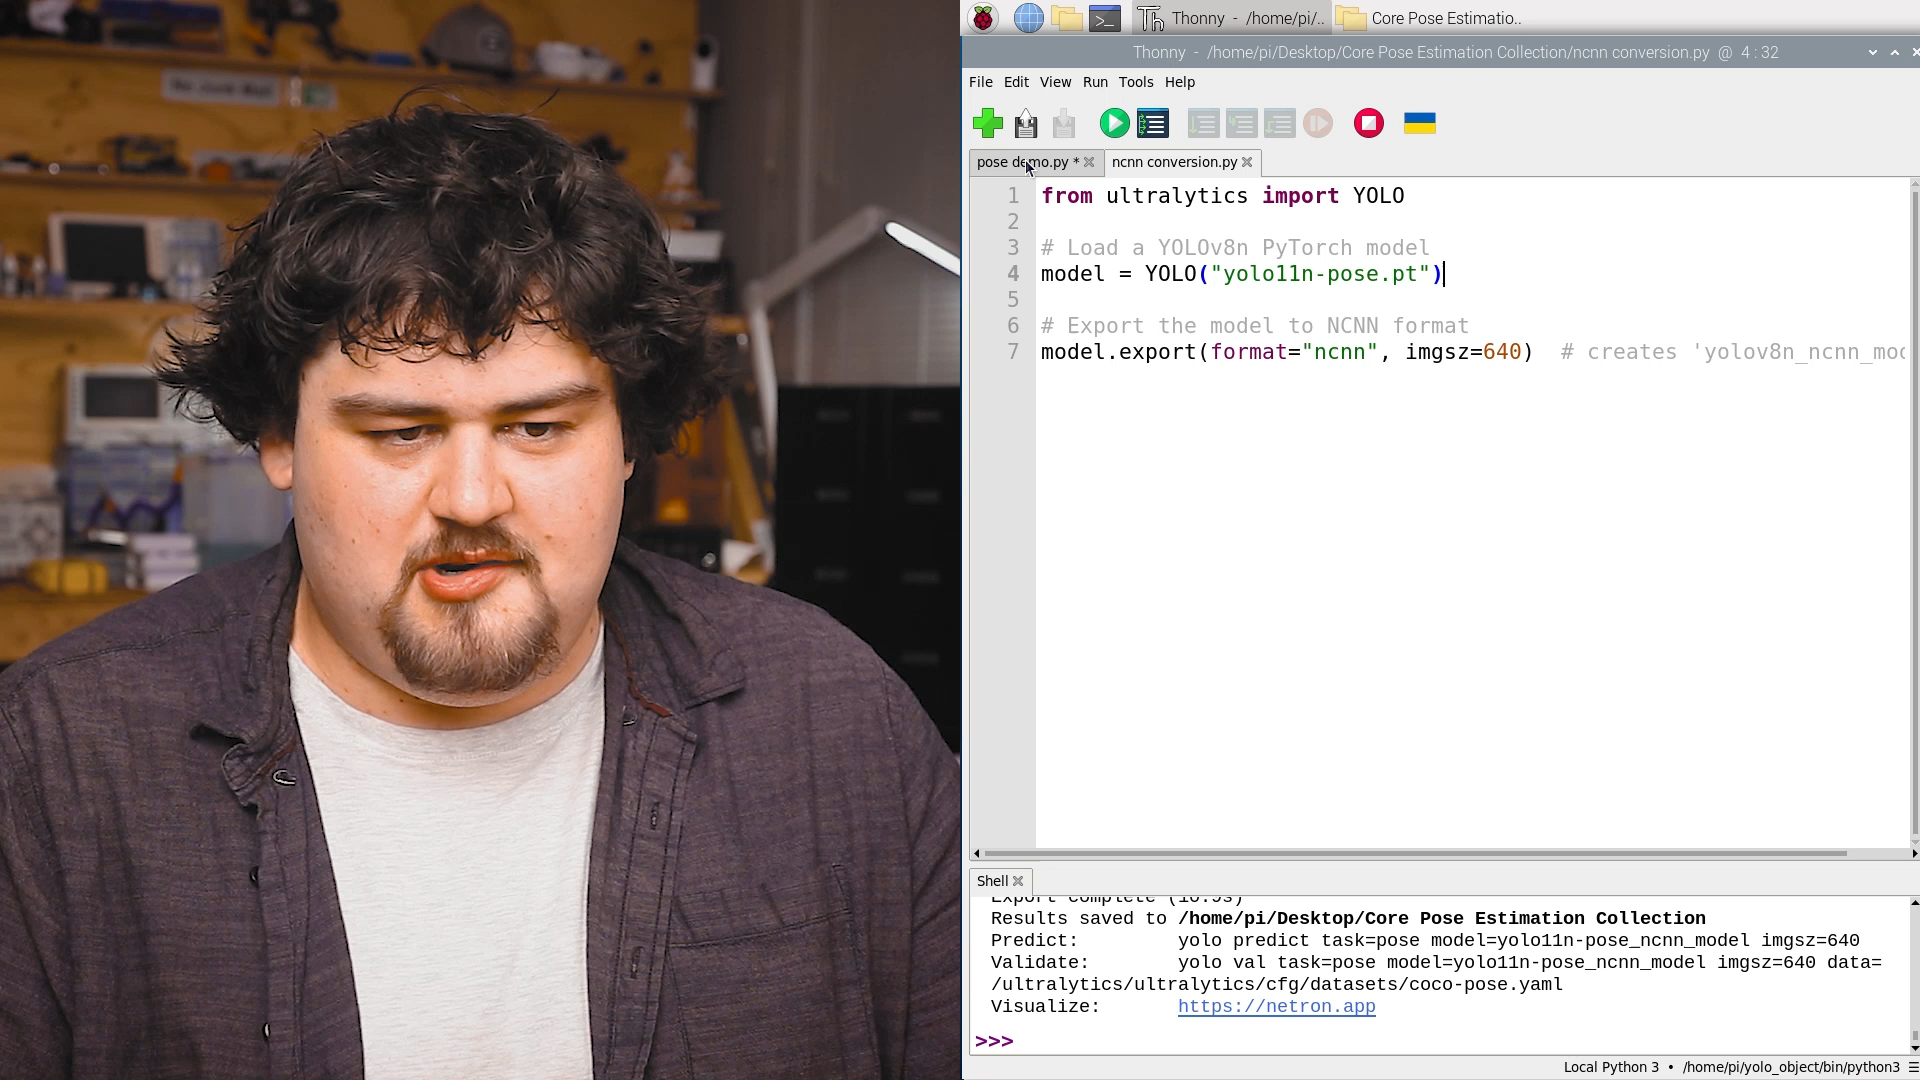 Thonny - /home/pi/..
Core Pose Estimatio..
Thonny - /home/pi/Desktop/Core Pose Estimation Collection/ncnn conversion.py @ 4:32
File Edit View Run Tools Help
pose demo.py *
ncnn conversion.py
1 from ultralytics import YOLO
2
3 # Load a YOLOv8n PyTorch model
4 model = YOLO("yolo11n-pose.pt")
5
6 # Export the model to NCNN format
7 model.export(format="ncnn", imgsz=640) # creates 'yolov8n_ncnn_mod
Shell
Export complete (10.9s)
Results saved to /home/pi/Desktop/Core Pose Estimation Collection
Predict: yolo predict task=pose model=yolo11n-pose_ncnn_model imgsz=640
Validate: yolo val task=pose model=yolo11n-pose_ncnn_model imgsz=640 data=
/ultralytics/ultralytics/cfg/datasets/coco-pose.yaml
Visualize: https://netron.app
>>>
Local Python 3 • /home/pi/yolo_object/bin/python3